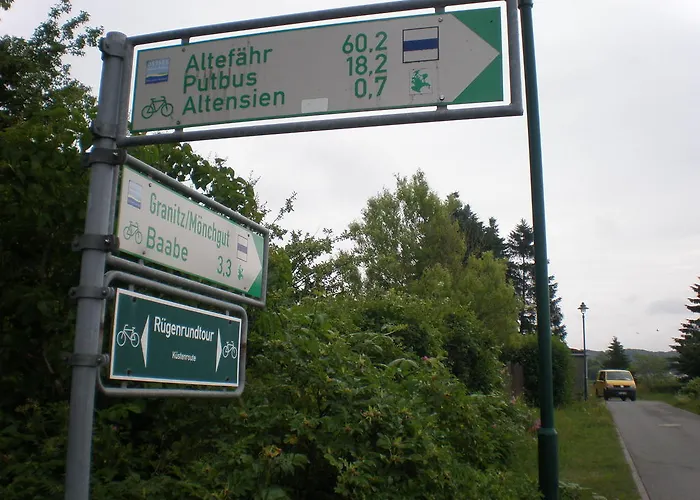 Altefähr 60,2
Putbus 18,2
Altensien 0,7
Granitz/Mönchgut
Baabe 3,3
Rügenrundtour
Küstenroute